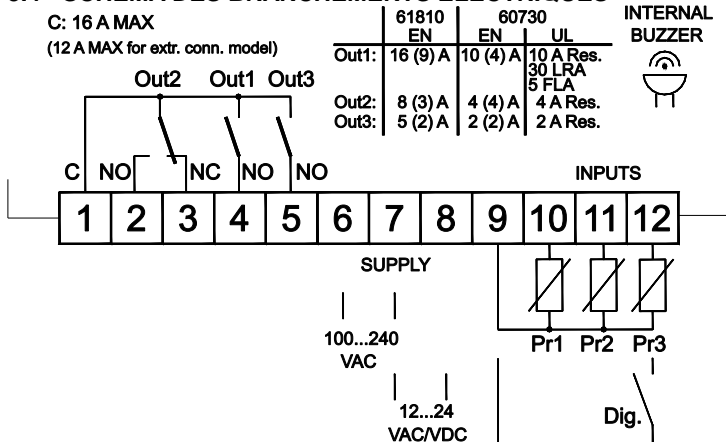 C: 16 A MAX
(12 A MAX for extr. conn. model)
61810 60730
EN EN UL
Out1: 16 (9) A 10 (4) A 10 A Res.
30 LRA
5 FLA
Out2: 8 (3) A 4 (4) A 4 A Res.
Out3: 5 (2) A 2 (2) A 2 A Res.
INTERNAL
BUZZER
Out2 Out1 Out3
C NO NC NO NO
INPUTS
1 2 3 4 5 6 7 8 9 10 11 12
SUPPLY
100...240
VAC
Pr1 Pr2 Pr3
12...24
VAC/VDC
Dig.